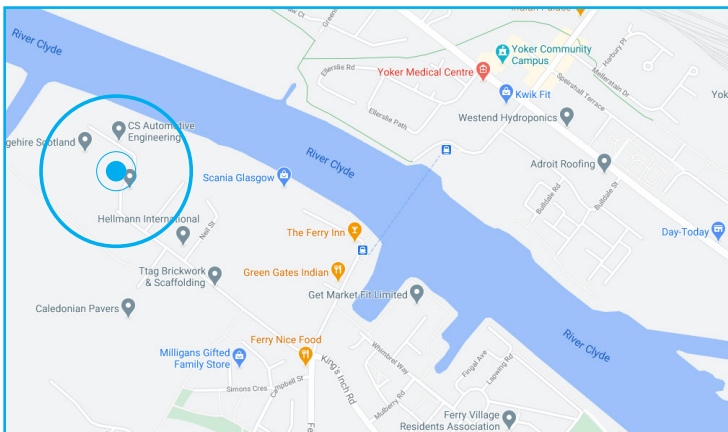 River Clyde
Ellerslie Rd
Ellerslie Path
Yoker Medical Centre
Yoker Community
Campus
Harbury Pl
Melleratain Dr
Speirshall Terrace
Kwik Fit
Westend Hydroponics
Adroit Roofing
Bulldale Rd
Bulldale St
Day-Today
CS Automotive
Engineering
gehire Scotland
River Clyde
Scania Glasgow
Hellmann International
Neil St
The Ferry Inn
Ttag Brickwork
& Scaffolding
Green Gates Indian
Get Market Fit Limited
Caledonian Pavers
Ferry Nice Food
Milligans Gifted
Family Store
Simons Cres
Campbell St
King's Inch Rd
Whimbrel Way
Mulberry Rd
Fingal Ave
Lapwing Rd
River Clyde
Ferry Village
Residents Association